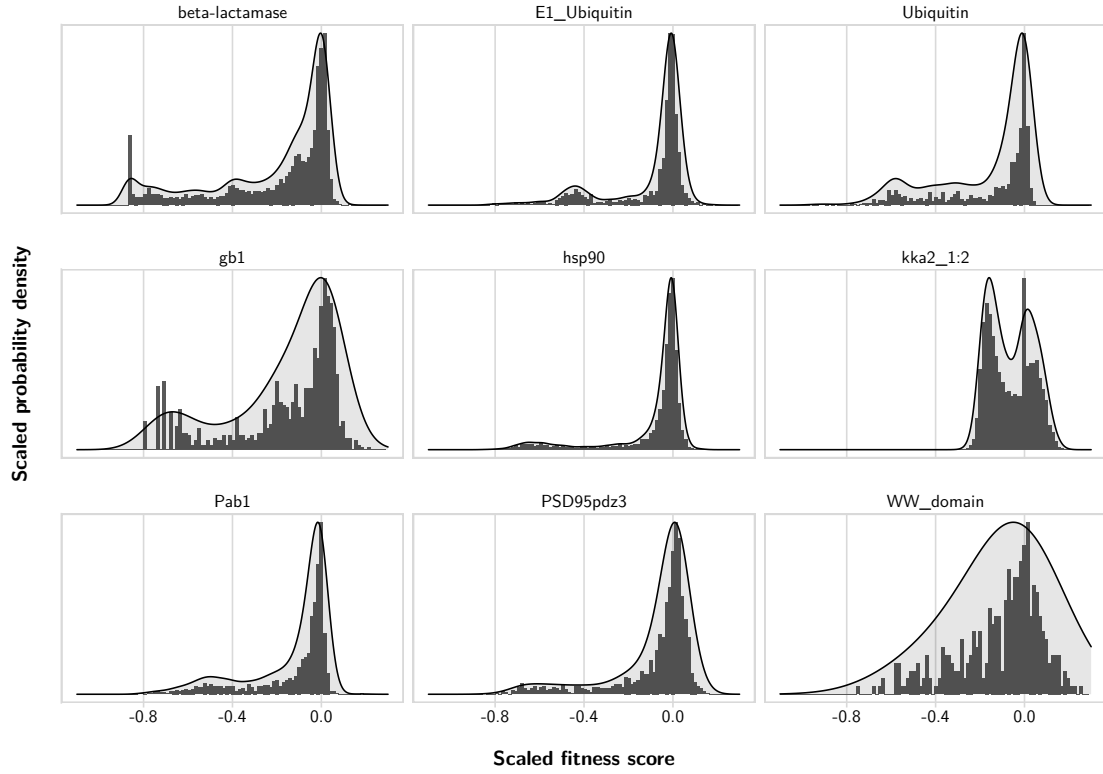 beta-lactamase E1_Ubiquitin Ubiquitin
gb1 hsp90 kka2_1:2
Scaled probability density
Pab1 PSD95pdz3 WW_domain
-0.8 -0.4 0.0 -0.8 -0.4 0.0 -0.8 -0.4 0.0
Scaled fitness score